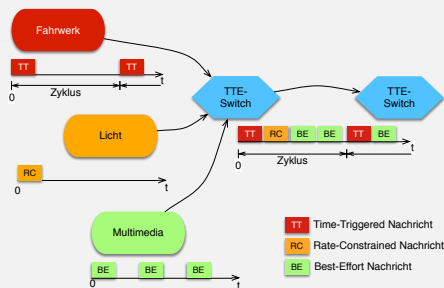 Fahrwerk
TT TT
0 t
Zyklus
TTE-
Switch
TTE-
Switch
Licht
RC
0 t
TT RC BE BE TT BE
0 t
Zyklus
Multimedia
BE BE BE
0 t
TT Time-Triggered Nachricht
RC Rate-Constrained Nachricht
BE Best-Effort Nachricht